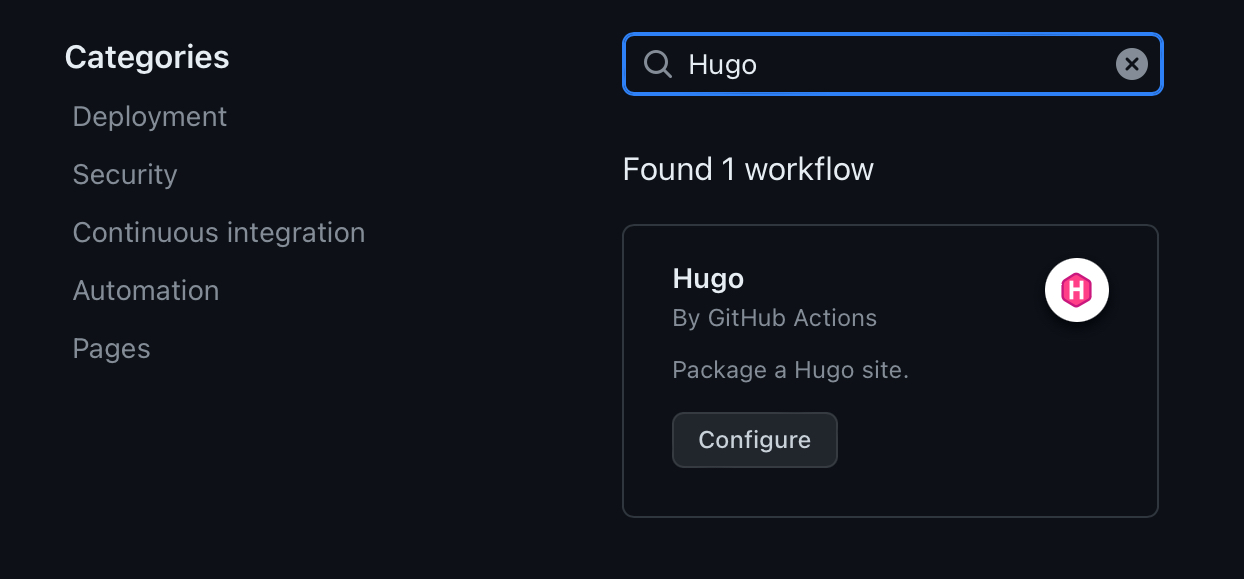 Categories
Deployment
Security
Continuous integration
Automation
Pages
Hugo
Found 1 workflow
Hugo
H
By GitHub Actions
Package a Hugo site.
Configure